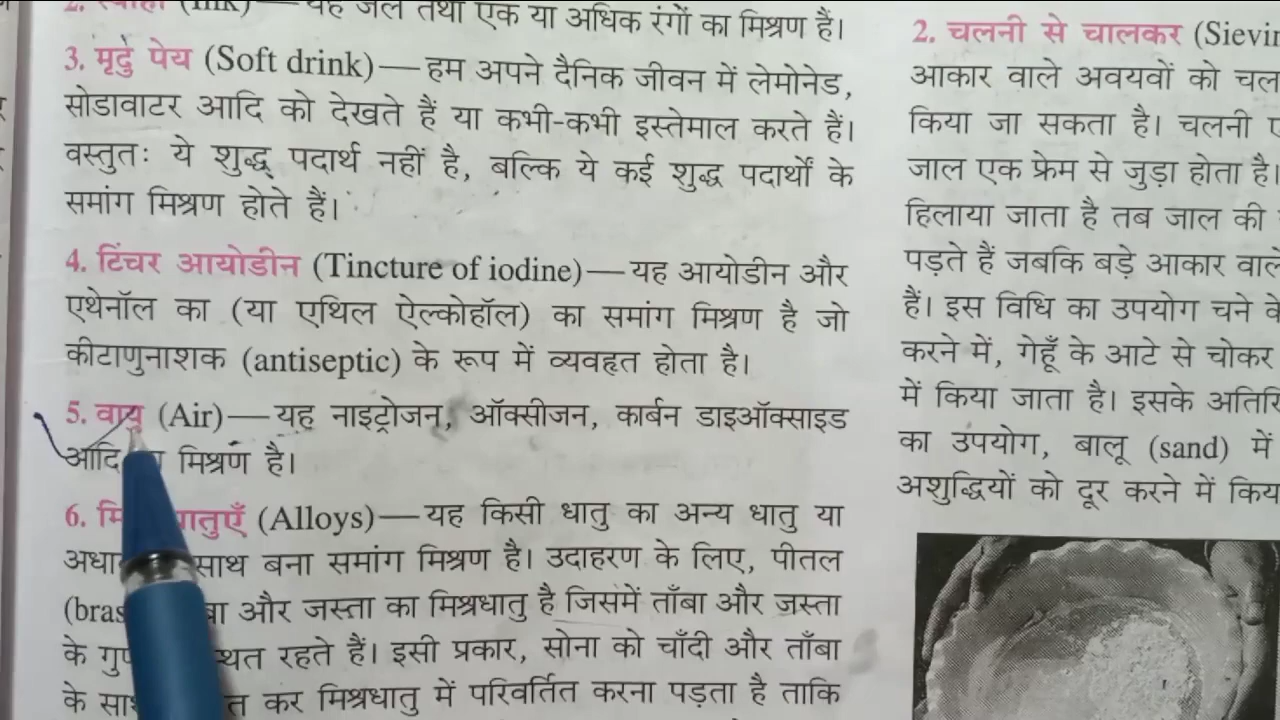 2. स्याही (Ink)—यह जल तथा एक या अधिक रंगों का मिश्रण हैं।
3. मृदु पेय (Soft drink)—हम अपने दैनिक जीवन में लेमोनेड,
सोडावाटर आदि को देखते हैं या कभी-कभी इस्तेमाल करते हैं।
वस्तुतः ये शुद्ध पदार्थ नहीं है, बल्कि ये कई शुद्ध पदार्थों के
समांग मिश्रण होते हैं।
4. टिंचर आयोडीन (Tincture of iodine)—यह आयोडीन और
एथेनॉल का (या एथिल ऐल्कोहॉल) का समांग मिश्रण है जो
कीटाणुनाशक (antiseptic) के रूप में व्यवहृत होता है।
5. वायु (Air)—यह नाइट्रोजन, ऑक्सीजन, कार्बन डाइऑक्साइड
आदि मिश्रण है।
6. (Alloys)—यह किसी धातु का अन्य धातु या
साथ बना समांग मिश्रण है। उदाहरण के लिए, पीतल
और जस्ता का मिश्रधातु है जिसमें ताँबा और जस्ता
के रहते हैं। इसी प्रकार, सोना को चाँदी और ताँबा
के कर मिश्रधातु में परिवर्तित करना पड़ता है ताकि
2. चलनी से चालकर
आकार वाले अवयवों को
किया जा सकता है। चलनी
जाल एक फ्रेम से जुड़ा होता है।
हिलाया जाता है तब जाल की
पड़ते हैं जबकि बड़े आकार
हैं। इस विधि का उपयोग चने
करने में, गेहूँ के आटे से चोकर
में किया जाता है। इसके
का उपयोग, बालू (sand) में
अशुद्धियों को दूर करने में